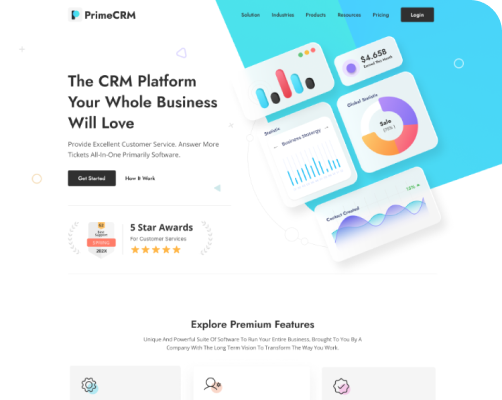 PrimeCRM
Solution Industries Products Resources Pricing Login
The CRM Platform
Your Whole Business
Will Love
Provide Excellent Customer Service. Answer More
Tickets All-In-One Primarily Software.
Get Started How It Work
5 Star Awards
For Customer Services
SPRING
2024
$4.658
Statistic
Business Strategy
Global Statistic
Sale
Contact Created
Explore Premium Features
Unique And Powerful Suite Of Software To Run Your Entire Business, Brought To You By A
Company With The Long Term Vision To Transform The Way You Work.